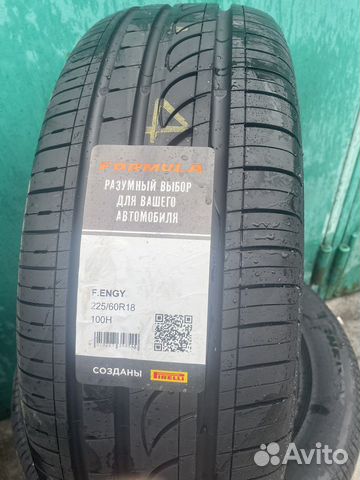 FORMULA
РАЗУМНЫЙ ВЫБОР
ДЛЯ ВАШЕГО
АВТОМОБИЛЯ
F.ENGY
225/60R18
100H
СОЗДАНЫ PIRELLI
Avito